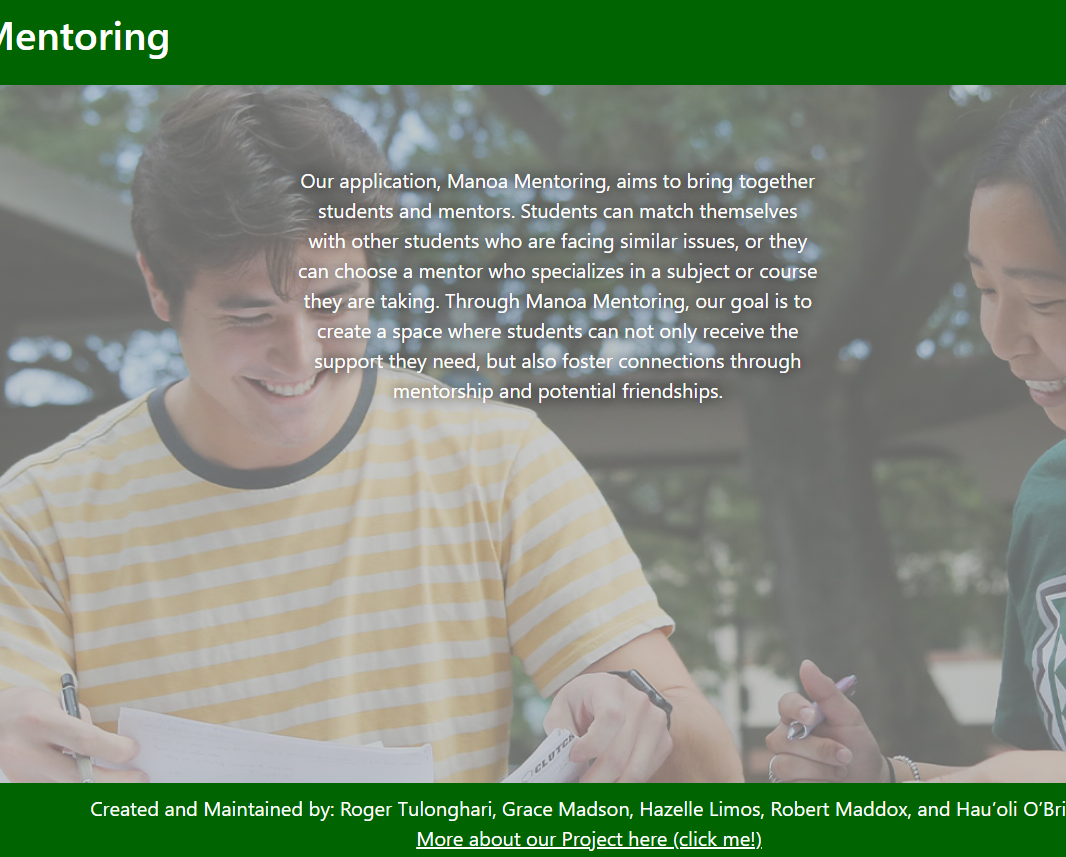 Mentoring
Our application, Manoa Mentoring, aims to bring together
students and mentors. Students can match themselves
with other students who are facing similar issues, or they
can choose a mentor who specializes in a subject or course
they are taking. Through Manoa Mentoring, our goal is to
create a space where students can not only receive the
support they need, but also foster connections through
mentorship and potential friendships.
CLUTCH
Created and Maintained by: Roger Tulonghari, Grace Madson, Hazelle Limos, Robert Maddox, and Hau’oli O’Bri
More about our Project here (click me!)